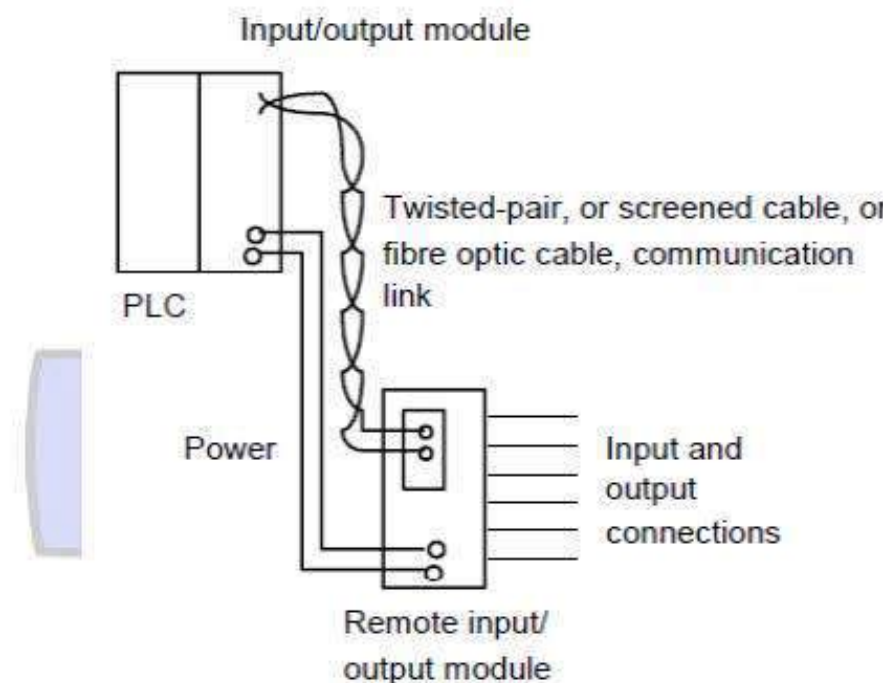 Input/output module
Twisted-pair, or screened cable, or
fibre optic cable, communication
link
PLC
Power
Input and
output
connections
Remote input/
output module